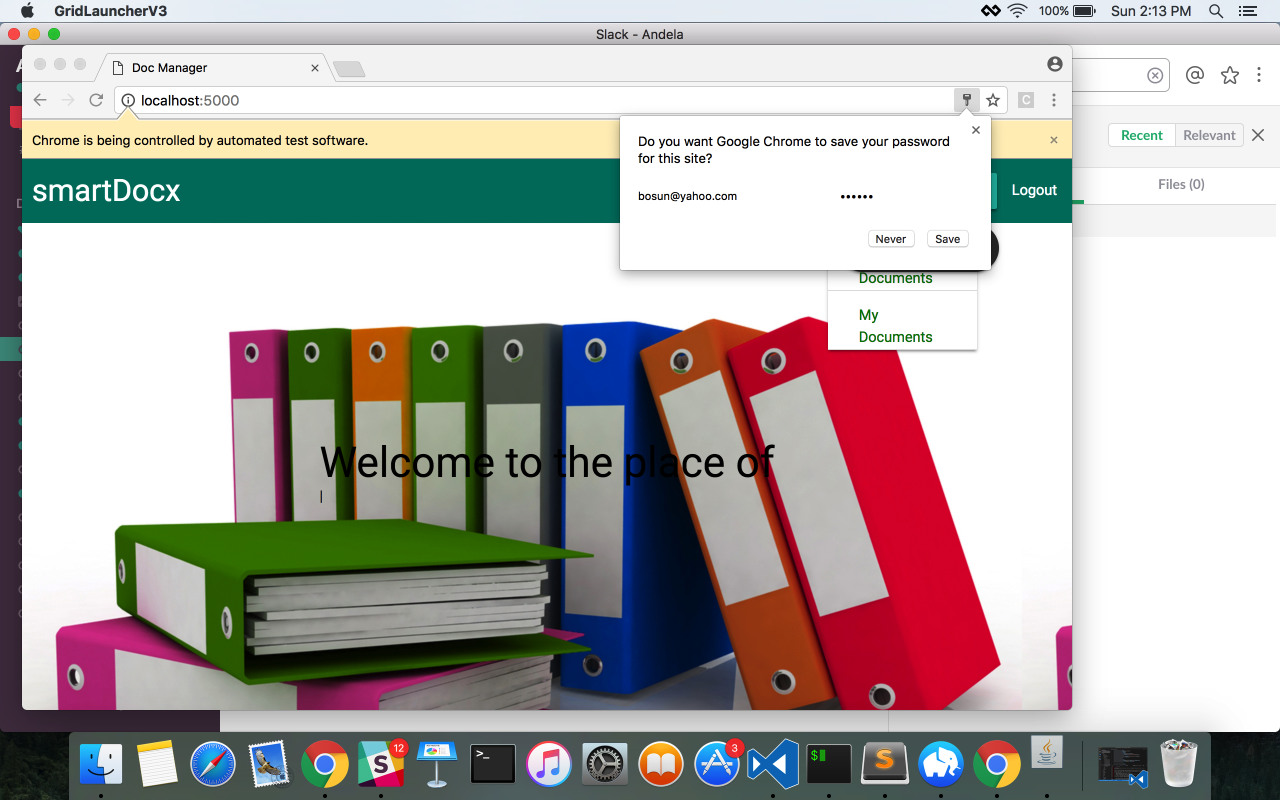 GridLauncherV3
100%
Sun 2:13 PM
Slack - Andela
Doc Manager
localhost:5000
C
Chrome is being controlled by automated test software.
Do you want Google Chrome to save your password
for this site?
bosun@yahoo.com
••••••
Never
Save
smartDocx
Logout
Recent
Relevant
Files (0)
Documents
My
Documents
Welcome to the place of
12
3